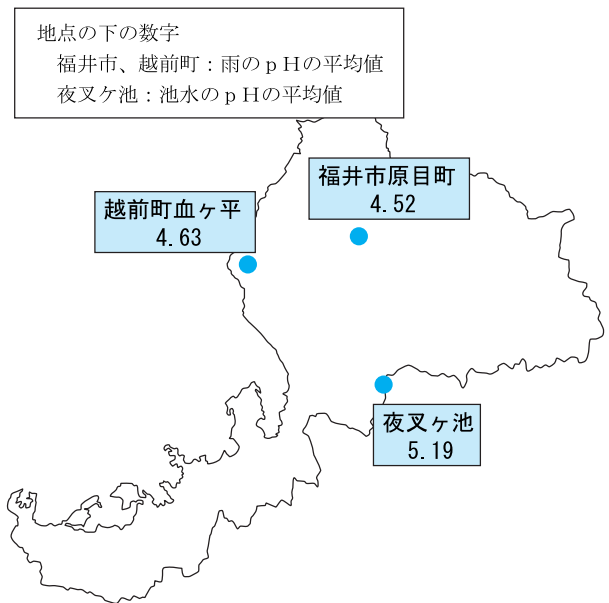 地点の下の数字
福井市、越前町：雨のｐＨの平均値
夜叉ケ池：池水のｐＨの平均値
福井市原目町
4.52
越前町血ヶ平
4.63
夜叉ヶ池
5.19